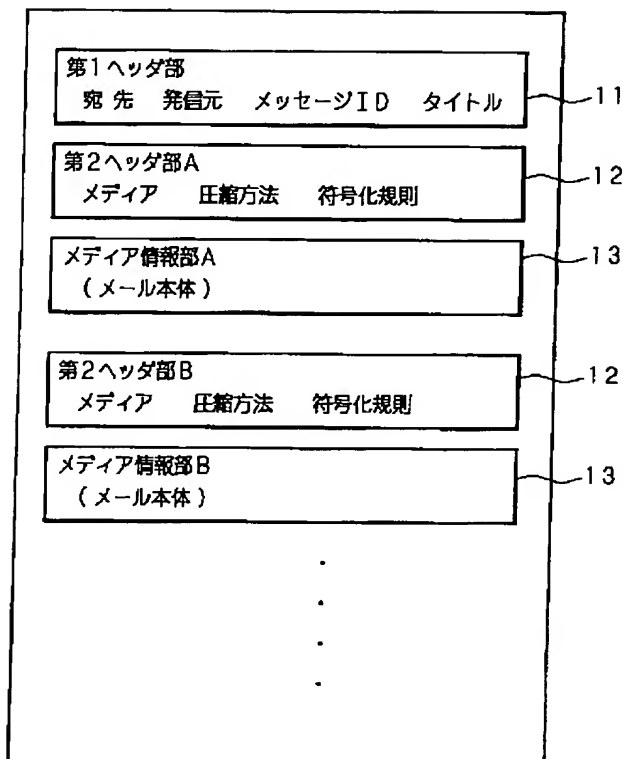 第1ヘッダ部
宛先 発信元 メッセージID タイトル
11
第2ヘッダ部A
メディア 圧縮方法 符号化規則
12
メディア情報部A
(メール本体)
13
第2ヘッダ部B
メディア 圧縮方法 符号化規則
12
メディア情報部B
(メール本体)
13